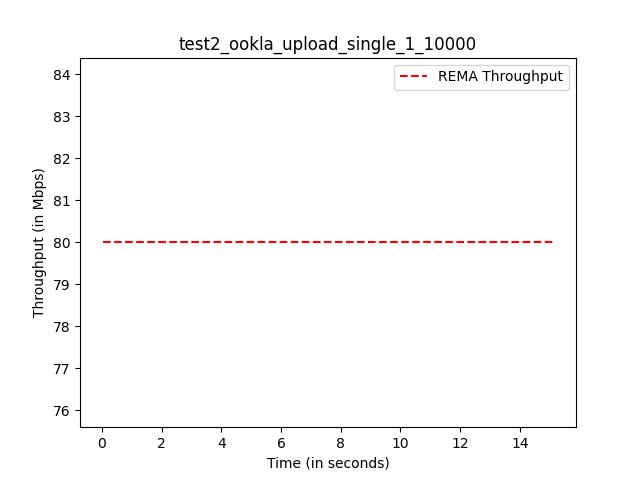 test2_ookla_upload_single_1_10000
REMA Throughput
84
83
82
81
80
79
78
77
76
Throughput (in Mbps)
0 2 4 6 8 10 12 14
Time (in seconds)